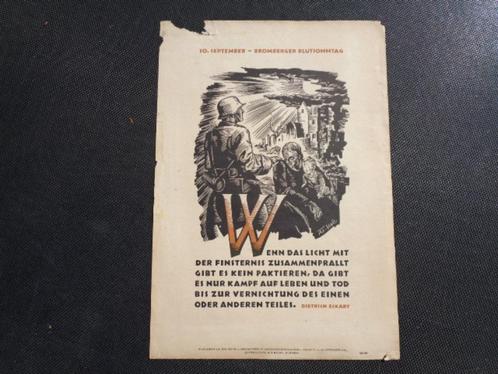 10. SEPTEMBER – BROMBERGER BLUTSONNTAG
WENN DAS LICHT MIT
DER FINSTERNIS ZUSAMMENPRALLT
GIBT ES KEIN PAKTIEREN, DA GIBT
ES NUR KAMPF AUF LEBEN UND TOD
BIS ZUR VERNICHTUNG DES EINEN
ODER ANDEREN TEILES. DIETRICH ECKART